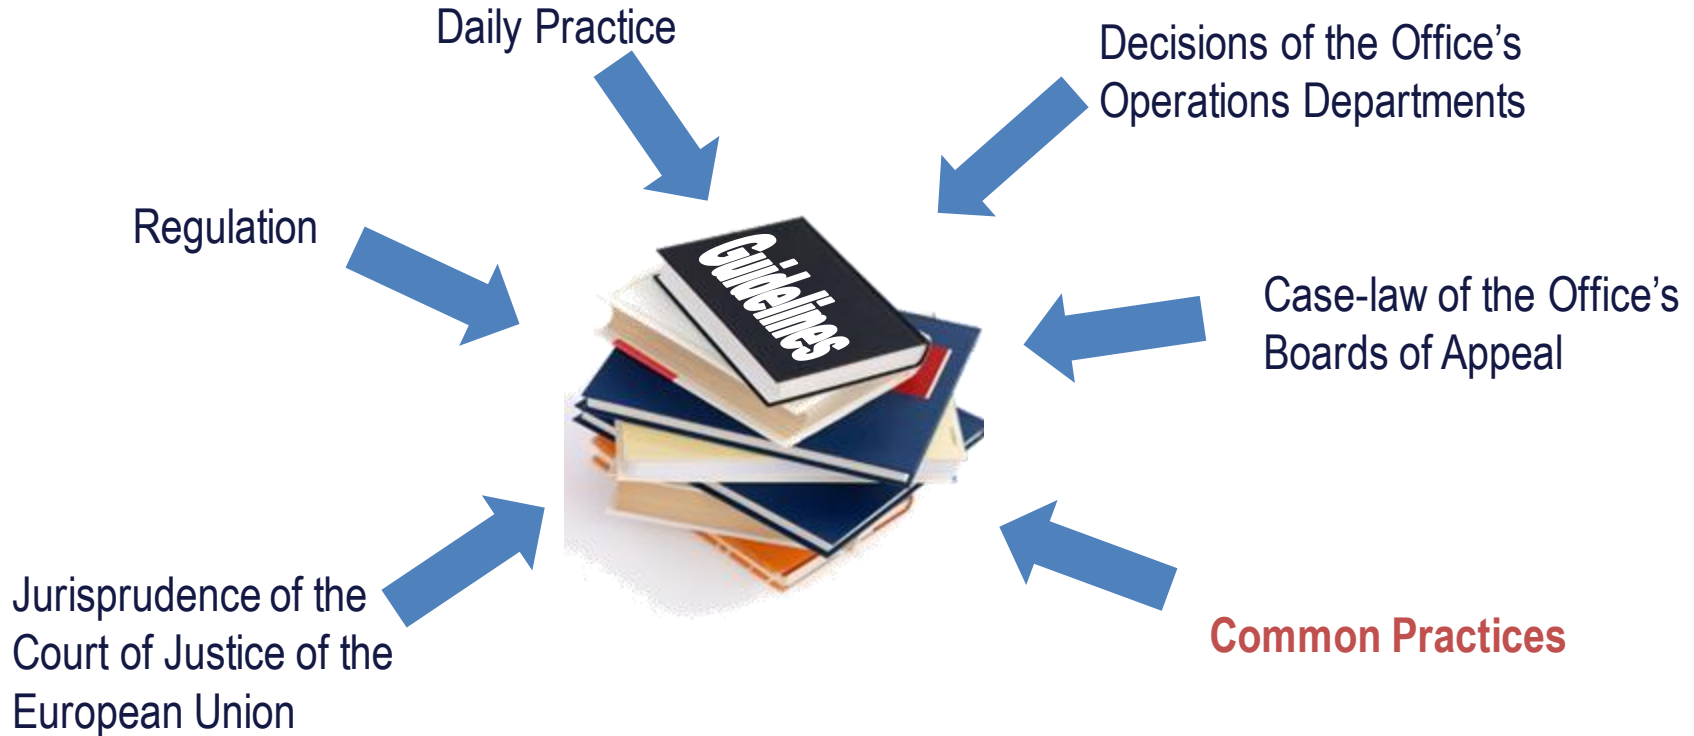 Daily Practice
Decisions of the Office's
Operations Departments
Regulation
Guidelines
Case-law of the Office's
Boards of Appeal
Jurisprudence of the
Court of Justice of the
European Union
Common Practices